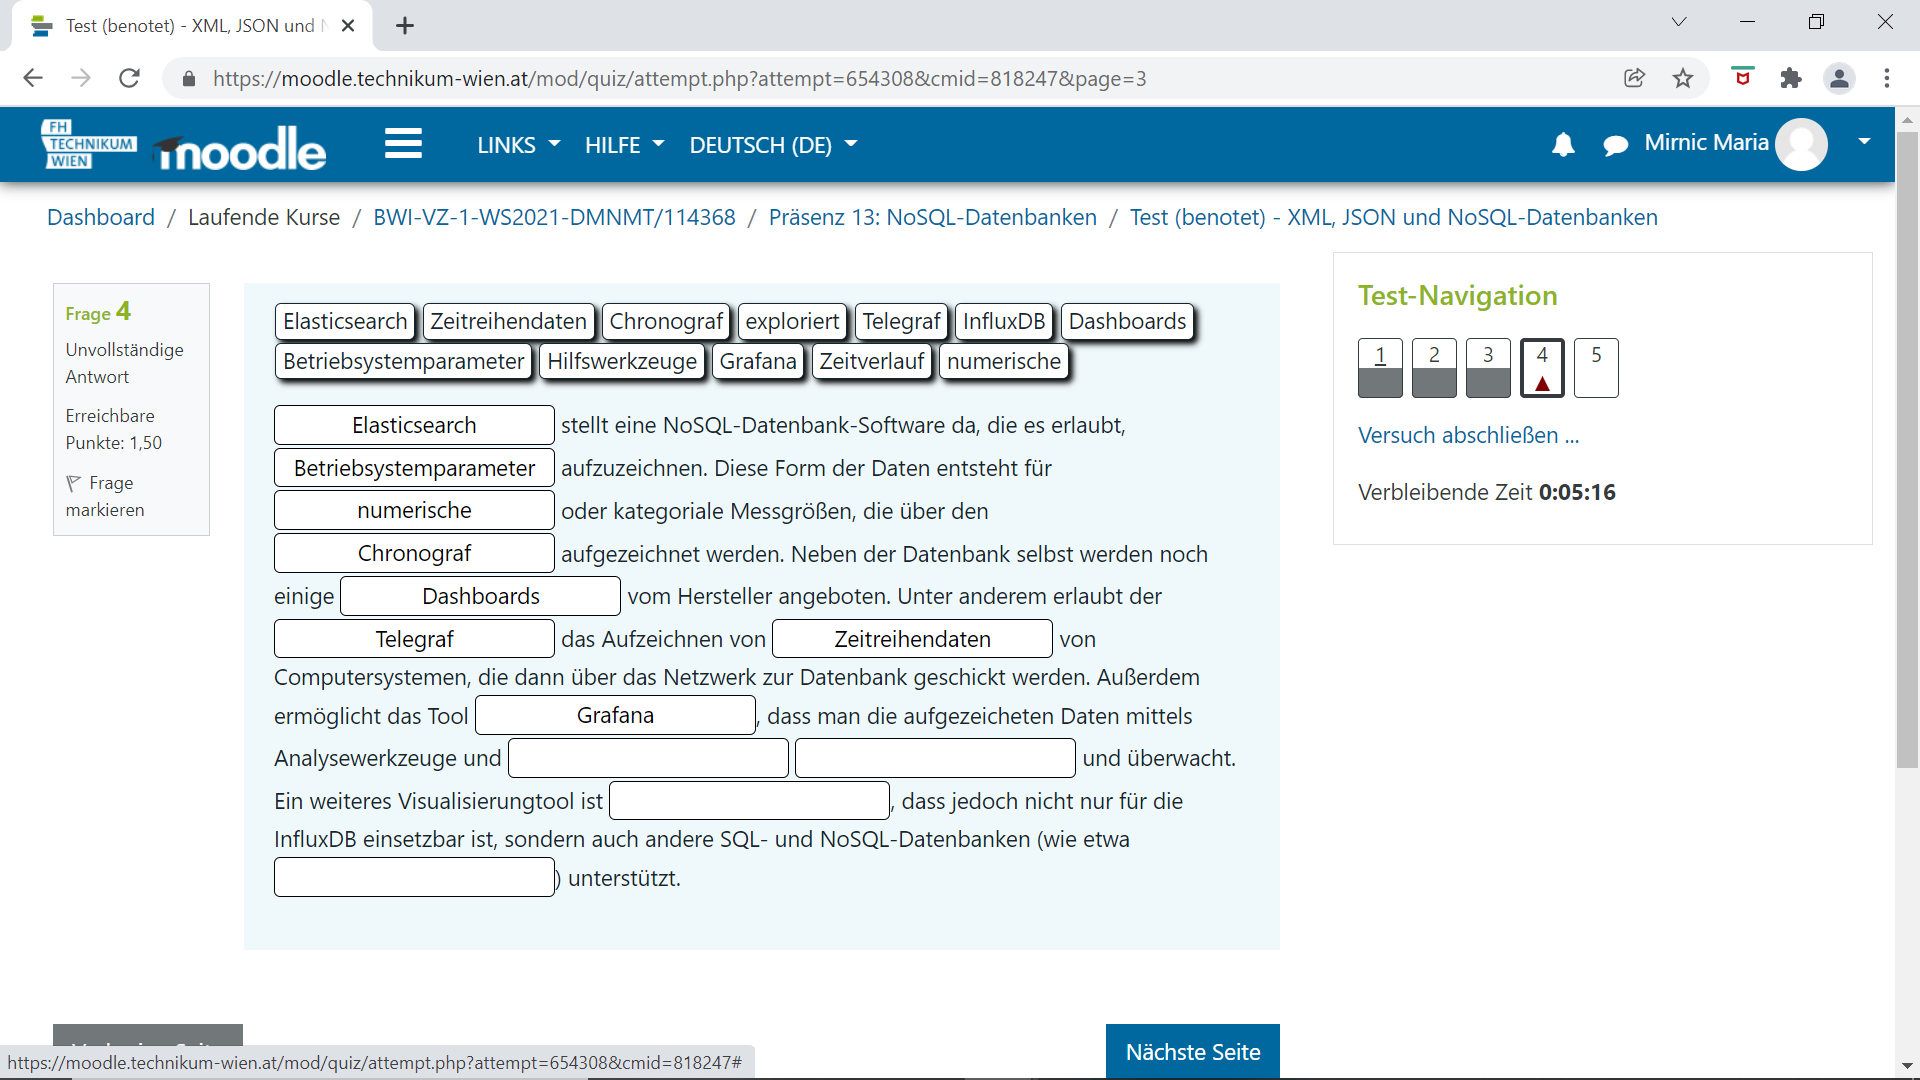 Test (benotet) - XML, JSON und N
https://moodle.technikum-wien.at/mod/quiz/attempt.php?attempt=654308&cmid=818247&page=3
FH
TECHNIKUM
WIEN
moodle
LINKS HILFE DEUTSCH (DE)
Mirnic Maria
Dashboard / Laufende Kurse / BWI-VZ-1-WS2021-DMNMT/114368 / Präsenz 13: NoSQL-Datenbanken / Test (benotet) - XML, JSON und NoSQL-Datenbanken
Frage 4
Unvollständige
Antwort
Erreichbare
Punkte: 1,50
Frage
markieren
Elasticsearch Zeitreihendaten Chronograf exploriert Telegraf InfluxDB Dashboards
Betriebsystemparameter Hilfswerkzeuge Grafana Zeitverlauf numerische
Elasticsearch stellt eine NoSQL-Datenbank-Software da, die es erlaubt,
Betriebsystemparameter aufzuzeichnen. Diese Form der Daten entsteht für
numerische oder kategoriale Messgrößen, die über den
Chronograf aufgezeichnet werden. Neben der Datenbank selbst werden noch
einige Dashboards vom Hersteller angeboten. Unter anderem erlaubt der
Telegraf das Aufzeichnen von Zeitreihendaten von
Computersystemen, die dann über das Netzwerk zur Datenbank geschickt werden. Außerdem
ermöglicht das Tool Grafana , dass man die aufgezeicheten Daten mittels
Analysewerkzeuge und und überwacht.
Ein weiteres Visualisierungtool ist , dass jedoch nicht nur für die
InfluxDB einsetzbar ist, sondern auch andere SQL- und NoSQL-Datenbanken (wie etwa
) unterstützt.
Test-Navigation
1 2 3 4 5
Versuch abschließen ...
Verbleibende Zeit 0:05:16
Nächste Seite
https://moodle.technikum-wien.at/mod/quiz/attempt.php?attempt=654308&cmid=818247#